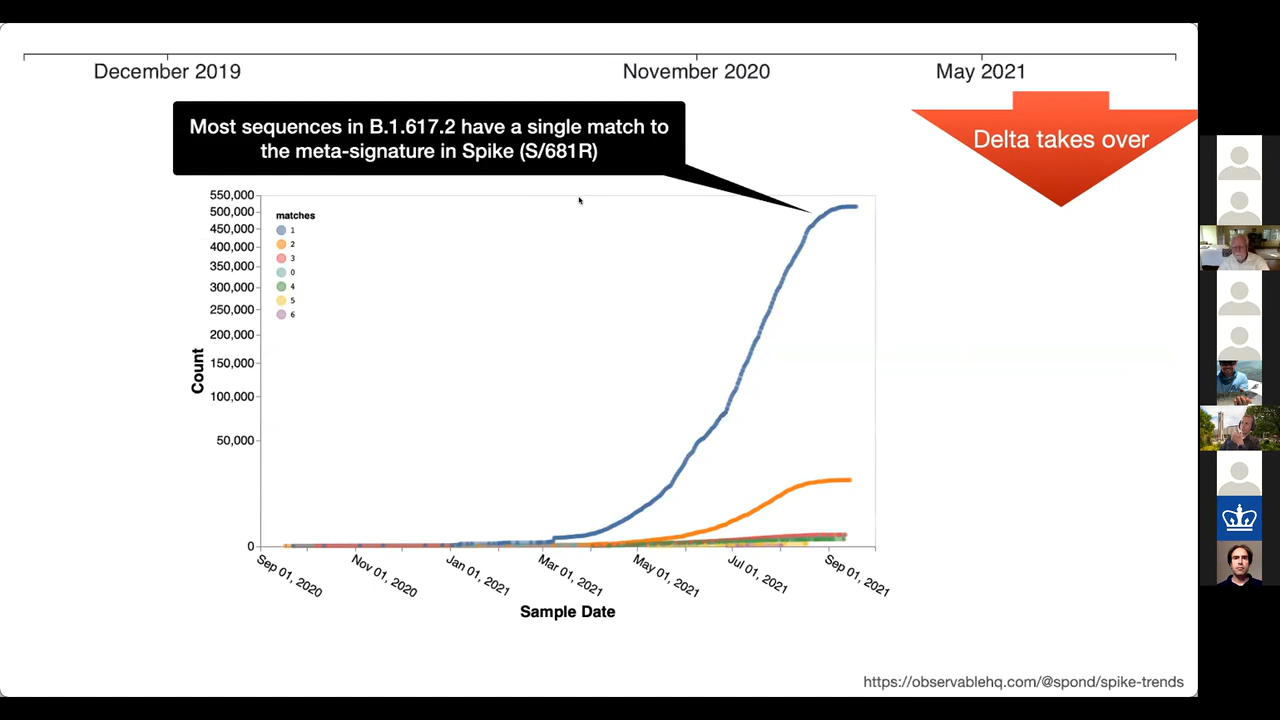 December 2019
November 2020
May 2021
Most sequences in B.1.617.2 have a single match to
the meta-signature in Spike (S/681R)
Delta takes over
550,000
500,000
450,000
400,000
350,000
300,000
250,000
200,000
150,000
100,000
50,000
0
Count
matches
1
2
3
0
4
5
6
Sep 01, 2020
Nov 01, 2020
Jan 01, 2021
Mar 01, 2021
May 01, 2021
Jul 01, 2021
Sep 01, 2021
Sample Date
https://observablehq.com/@spond/spike-trends